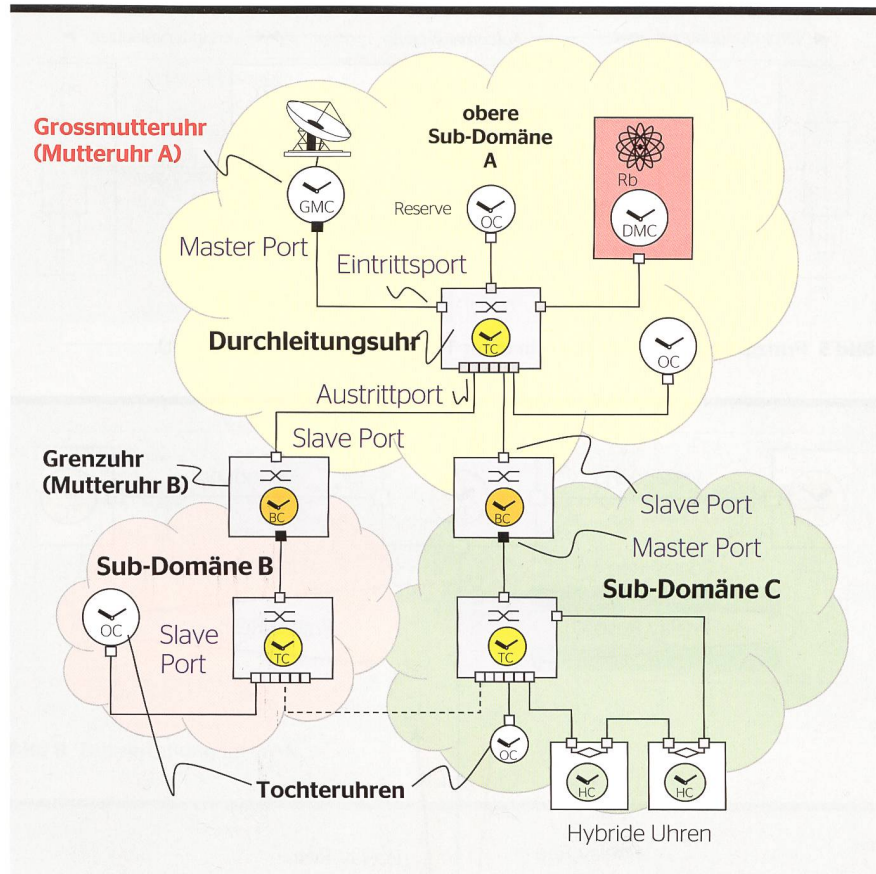 Grossmutteruhr
(Mutteruhr A)
obere
Sub-Domäne
A
Rb
GMC
Reserve
OC
DMC
Master Port
Eintrittsport
Durchleitungsuhr
TC
OC
Austrittport
Slave Port
Grenzuhr
(Mutteruhr B)
BC
BC
Slave Port
Master Port
Sub-Domäne B
Sub-Domäne C
OC
Slave
Port
TC
TC
OC
Tochteruhren
HC
HC
Hybride Uhren